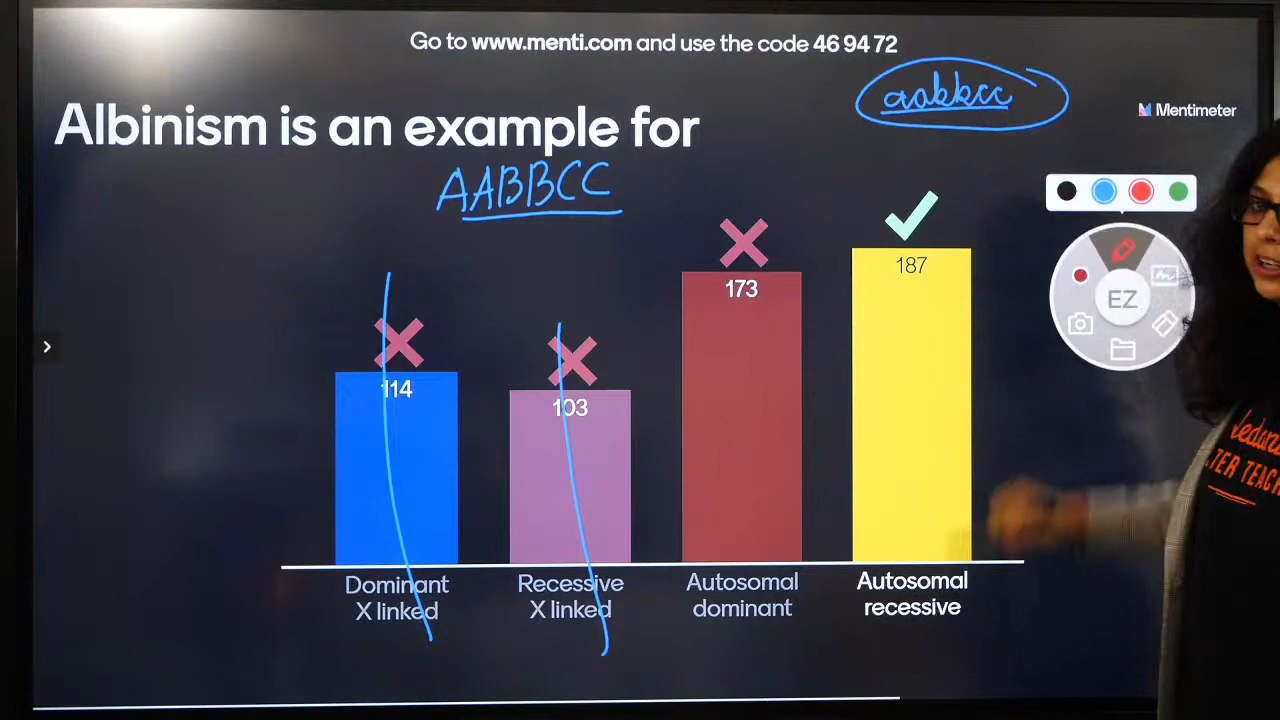 Go to www.menti.com and use the code 46 94 72
aabbcc
Mentimeter
Albinism is an example for
AABBCC
187
173
114
103
EZ
Dominant
X linked
Recessive
X linked
Autosomal
dominant
Autosomal
recessive